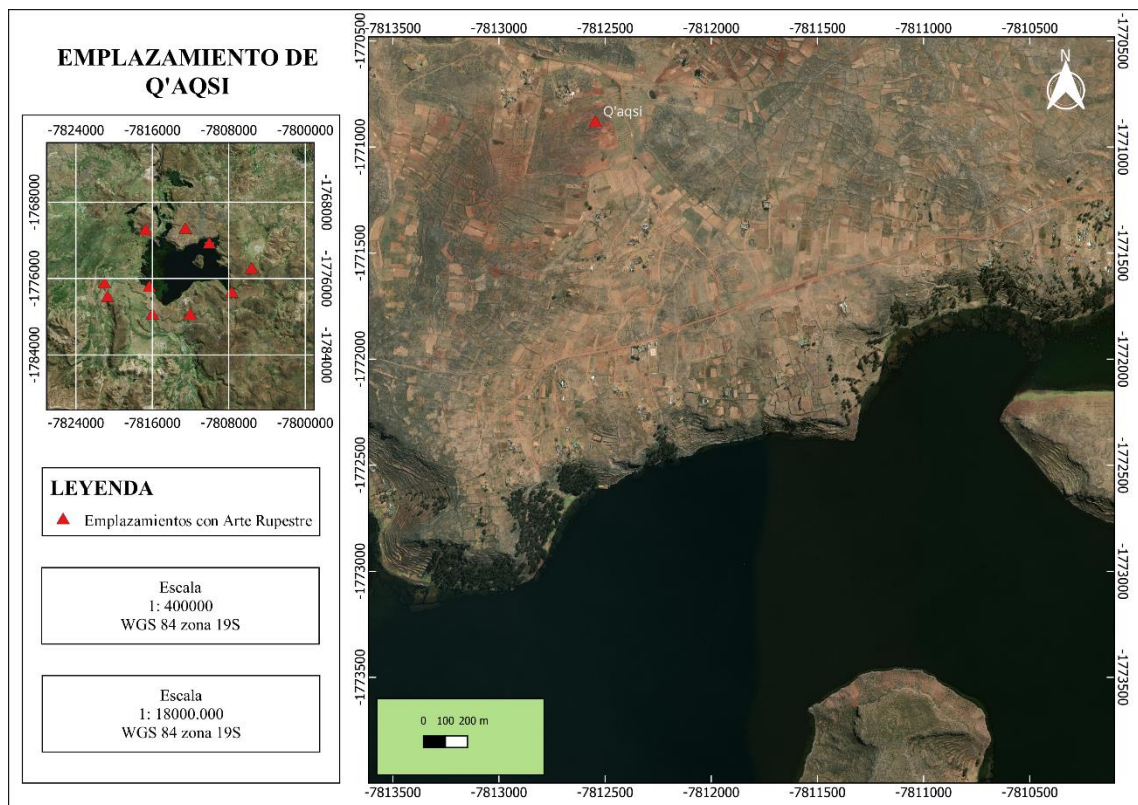 EMPLAZAMIENTO DE
Q'AQSI
-7824000 -7816000 -7808000 -7800000
-1768000
-1776000
-1784000
-1768000
-1776000
-1784000
-7824000 -7816000 -7808000 -7800000
LEYENDA
Emplazamientos con Arte Rupestre
Escala
1: 400000
WGS 84 zona 19S
Escala
1: 18000.000
WGS 84 zona 19S
-7813500 -7813000 -7812500 -7812000 -7811500 -7811000 -7810500
-1770500
-1771000
-1771500
-1772000
-1772500
-1773000
-1773500
N
Q'aqsi
0 100 200 m
-1770500
-1771000
-1771500
-1772000
-1772500
-1773000
-1773500
-7813500 -7813000 -7812500 -7812000 -7811500 -7811000 -7810500